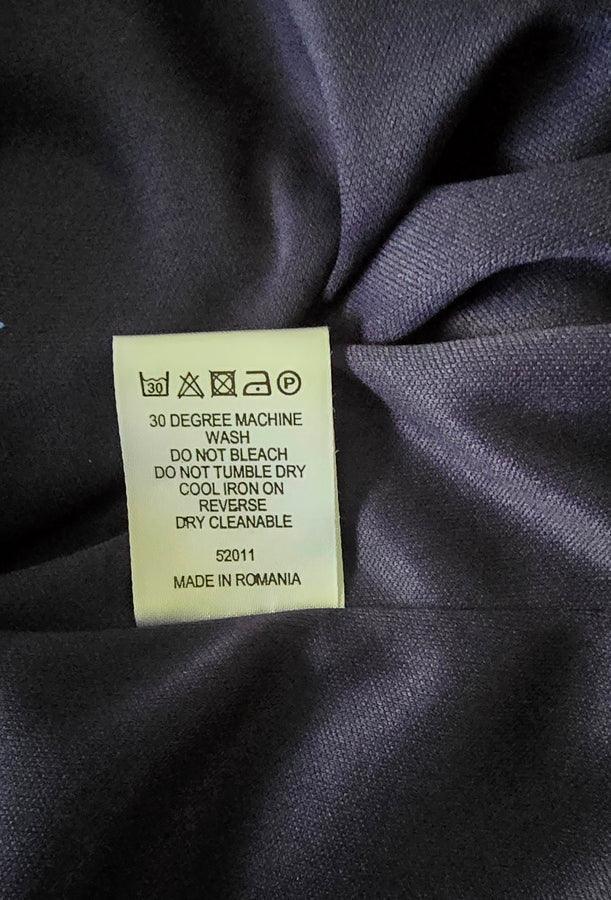 30 P
30 DEGREE MACHINE
WASH
DO NOT BLEACH
DO NOT TUMBLE DRY
COOL IRON ON
REVERSE
DRY CLEANABLE
52011
MADE IN ROMANIA